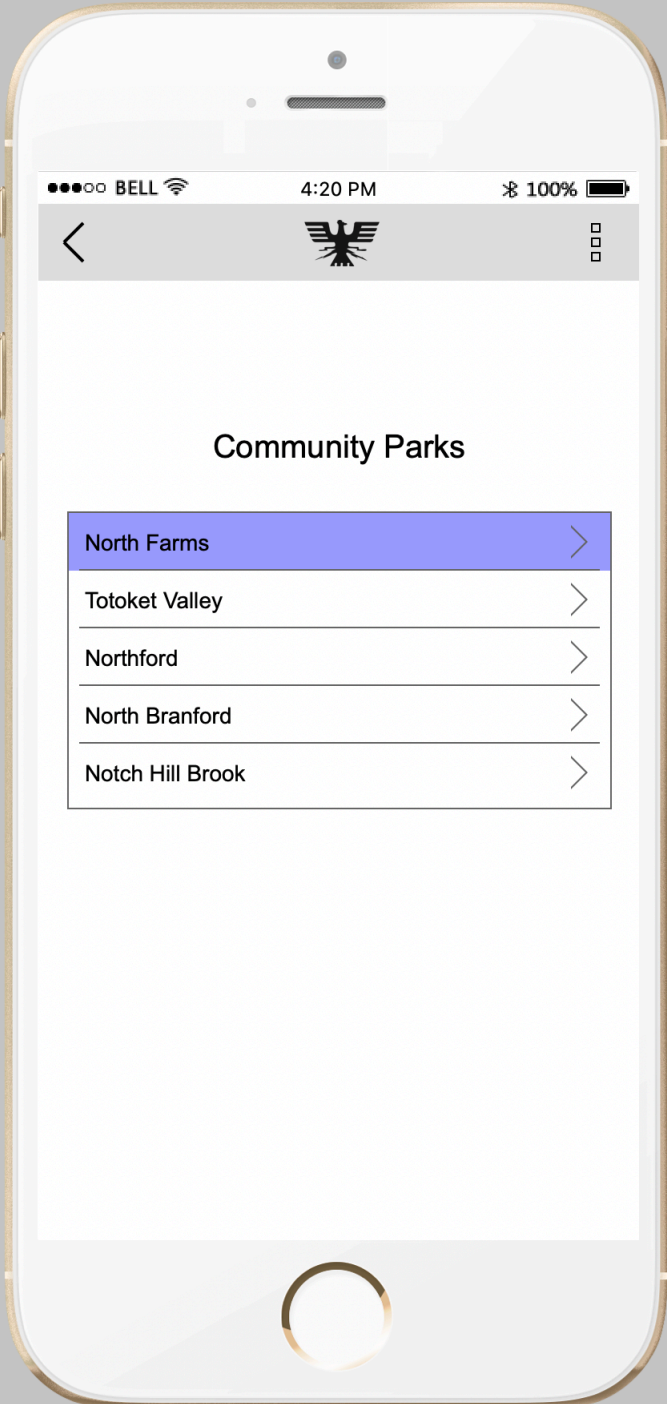 BELL 4:20 PM 100%
Community Parks
North Farms
Totoket Valley
Northford
North Branford
Notch Hill Brook